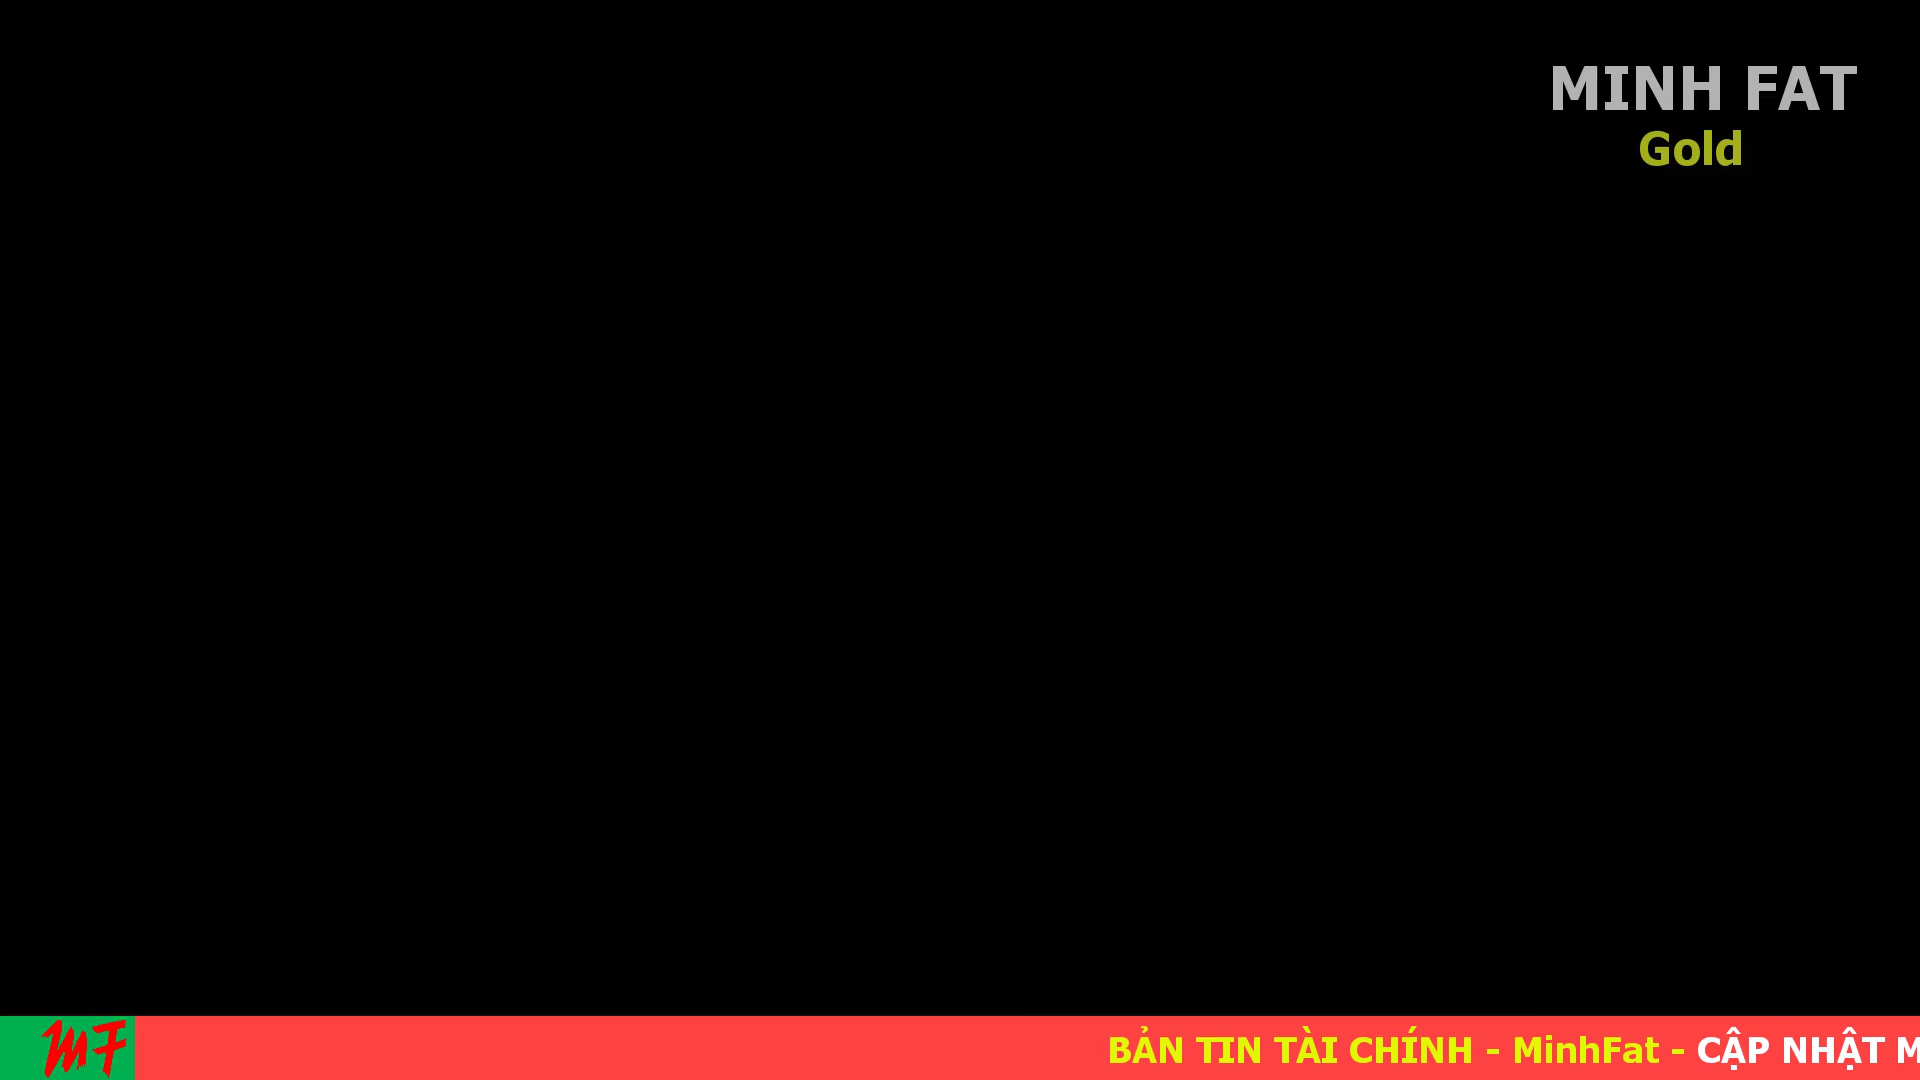 MINH FAT
Gold
MF
BẢN TIN TÀI CHÍNH - MinhFat - CẬP NHẬT